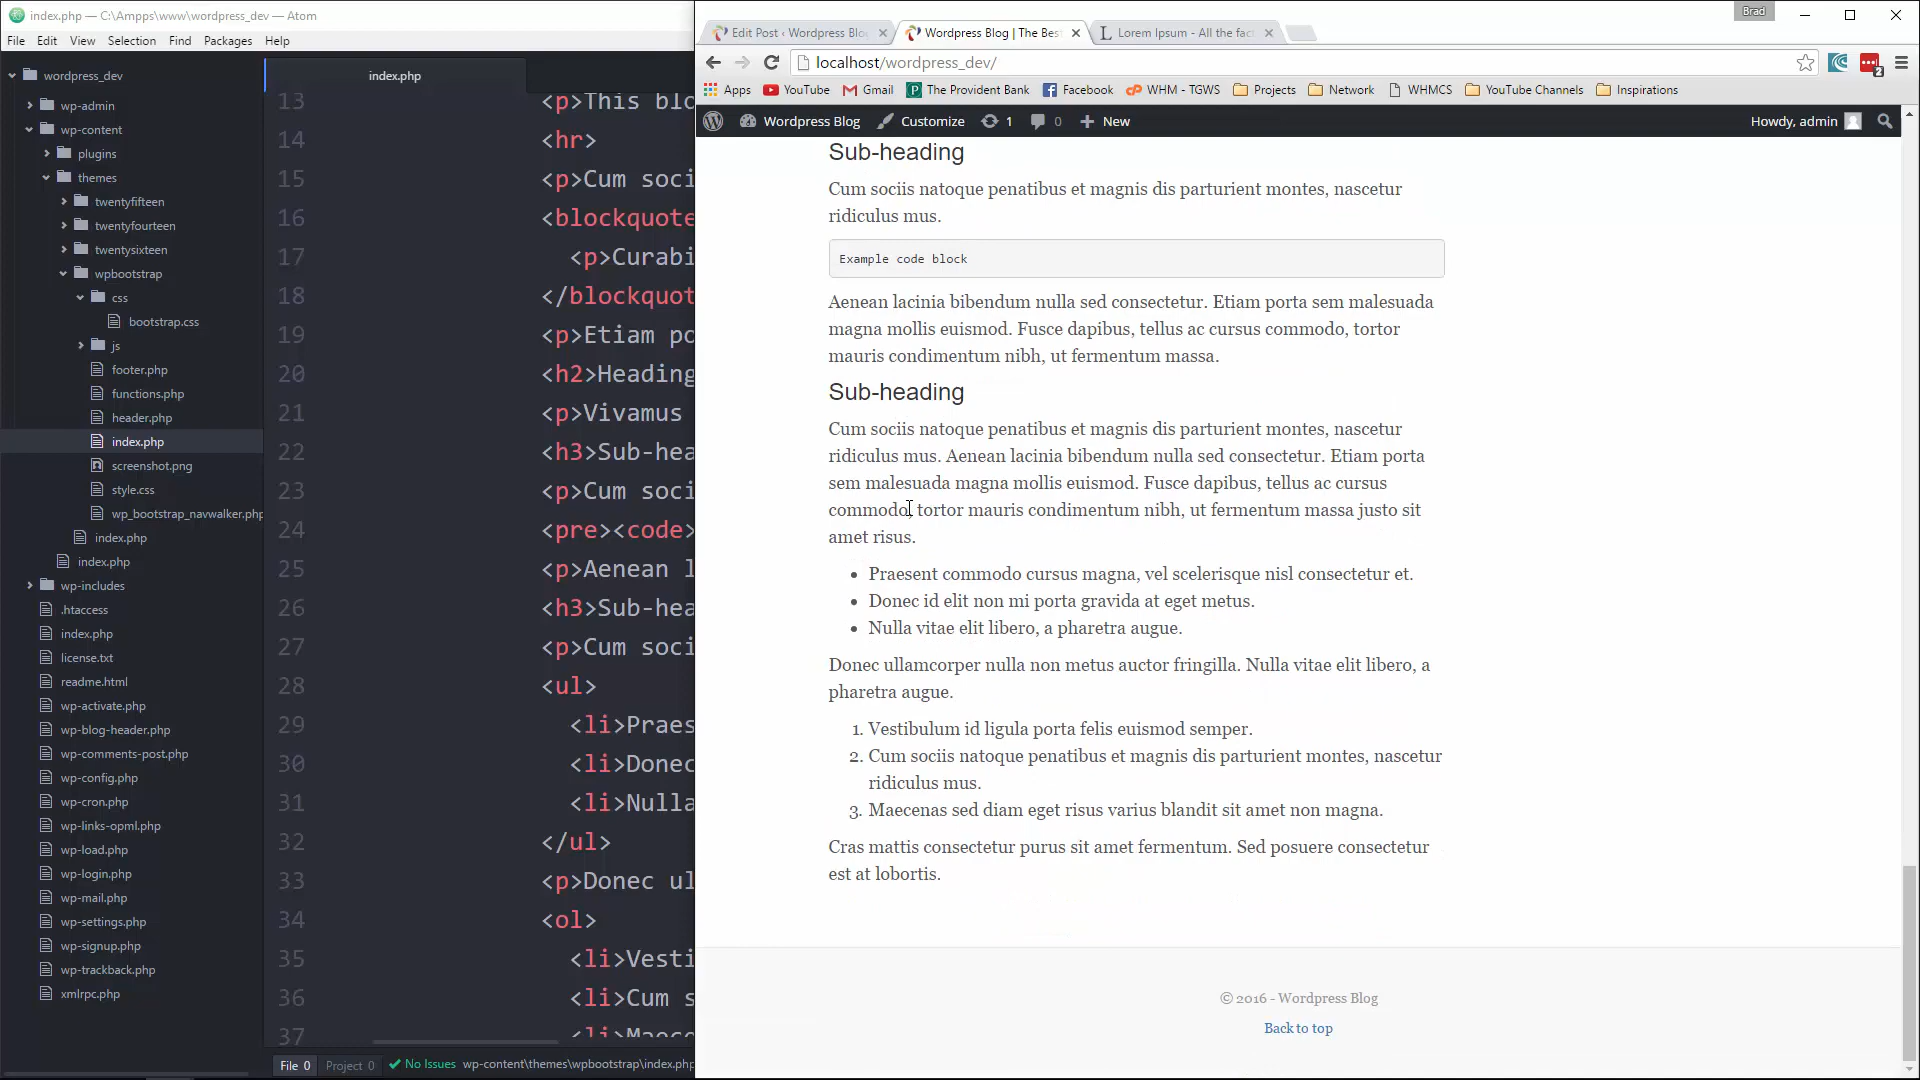 index.php — C:\Ampps\www\wordpress_dev — Atom
File Edit View Selection Find Packages Help
wordpress_dev
wp-admin
wp-content
plugins
themes
twentyfifteen
twentyfourteen
twentysixteen
wpbootstrap
css
bootstrap.css
js
footer.php
functions.php
header.php
index.php
screenshot.png
style.css
wp_bootstrap_navwalker.php
index.php
index.php
wp-includes
.htaccess
index.php
license.txt
readme.html
wp-activate.php
wp-blog-header.php
wp-comments-post.php
wp-config.php
wp-cron.php
wp-links-opml.php
wp-load.php
wp-login.php
wp-mail.php
wp-settings.php
wp-signup.php
wp-trackback.php
xmlrpc.php
index.php
13 <p>This blo
14 <hr>
15 <p>Cum soci
16 <blockquote
17 <p>Curabi
18 </blockquot
19 <p>Etiam po
20 <h2>Heading
21 <p>Vivamus
22 <h3>Sub-hea
23 <p>Cum soci
24 <pre><code>
25 <p>Aenean l
26 <h3>Sub-hea
27 <p>Cum soci
28 <ul>
29 <li>Praes
30 <li>Donec
31 <li>Nulla
32 </ul>
33 <p>Donec ul
34 <ol>
35 <li>Vesti
36 <li>Cum s
37 <li>Maece
File 0 Project 0 No Issues wp-content\themes\wpbootstrap\index.php
Brad
Edit Post ‹ Wordpress Blo Wordpress Blog | The Bes Lorem Ipsum - All the fac
localhost/wordpress_dev/
2
Apps YouTube Gmail The Provident Bank Facebook WHM - TGWS Projects Network WHMCS YouTube Channels Inspirations
Wordpress Blog Customize 1 0 New Howdy, admin
Sub-heading
Cum sociis natoque penatibus et magnis dis parturient montes, nascetur
ridiculus mus.
Example code block
Aenean lacinia bibendum nulla sed consectetur. Etiam porta sem malesuada
magna mollis euismod. Fusce dapibus, tellus ac cursus commodo, tortor
mauris condimentum nibh, ut fermentum massa.
Sub-heading
Cum sociis natoque penatibus et magnis dis parturient montes, nascetur
ridiculus mus. Aenean lacinia bibendum nulla sed consectetur. Etiam porta
sem malesuada magna mollis euismod. Fusce dapibus, tellus ac cursus
commodo, tortor mauris condimentum nibh, ut fermentum massa justo sit
amet risus.
• Praesent commodo cursus magna, vel scelerisque nisl consectetur et.
• Donec id elit non mi porta gravida at eget metus.
• Nulla vitae elit libero, a pharetra augue.
Donec ullamcorper nulla non metus auctor fringilla. Nulla vitae elit libero, a
pharetra augue.
1. Vestibulum id ligula porta felis euismod semper.
2. Cum sociis natoque penatibus et magnis dis parturient montes, nascetur
ridiculus mus.
3. Maecenas sed diam eget risus varius blandit sit amet non magna.
Cras mattis consectetur purus sit amet fermentum. Sed posuere consectetur
est at lobortis.
© 2016 - Wordpress Blog
Back to top